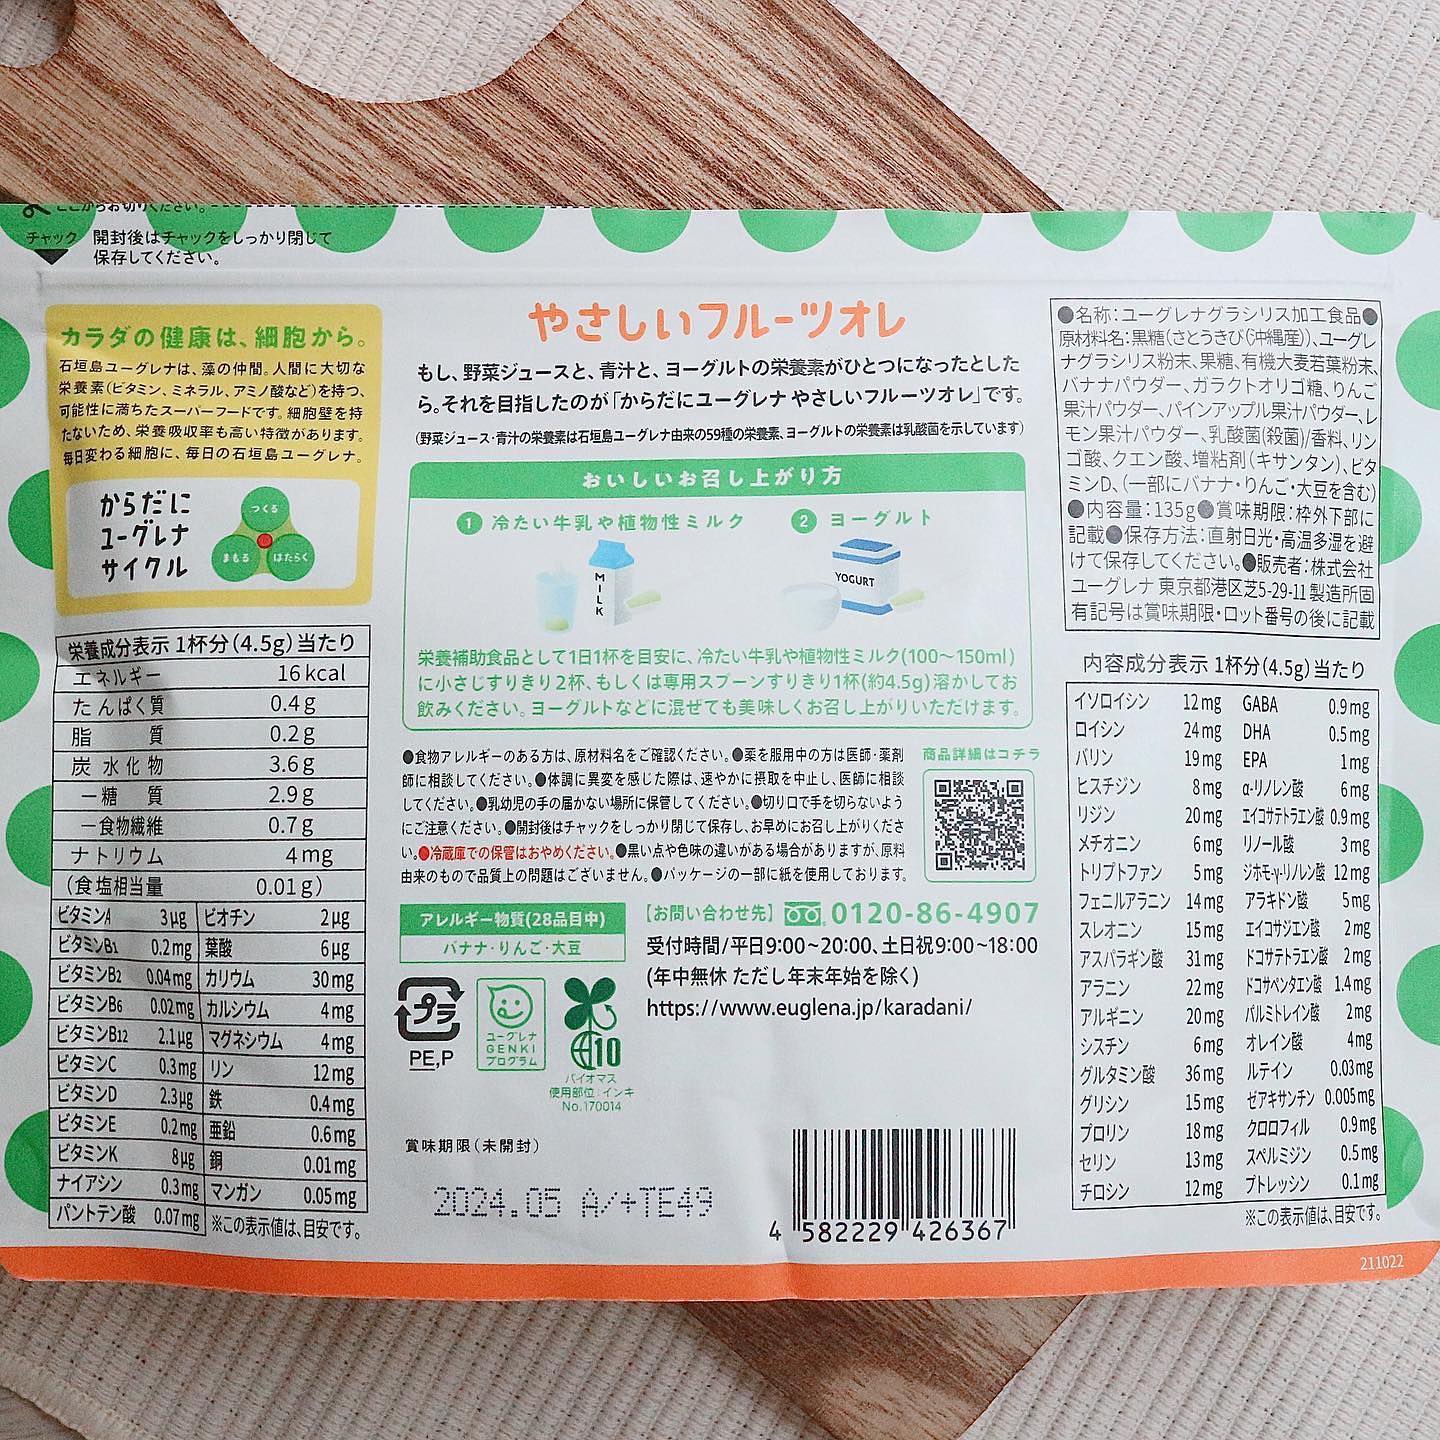 ここからお切りください。
チャック 開封後はチャックをしっかり閉じて
保存してください。
カラダの健康は、細胞から。
石垣島ユーグレナは、藻の仲間。人間に大切な
栄養素(ビタミン、ミネラル、アミノ酸など)を持つ、
可能性に満ちたスーパーフードです。細胞壁を持
たないため、栄養吸収率も高い特徴があります。
毎日変わる細胞に、毎日の石垣島ユーグレナ。
からだに
ユーグレナ
サイクル
つくる
まもる
はたらく
栄養成分表示 1杯分(4.5g)当たり
エネルギー 16kcal
たんぱく質 0.4g
脂質 0.2g
炭水化物 3.6g
－糖質 2.9g
－食物繊維 0.7g
ナトリウム 4mg
(食塩相当量 0.01g)
ビタミンA 3μg ビオチン 2μg
ビタミンB1 0.2mg 葉酸 6μg
ビタミンB2 0.04mg カリウム 30mg
ビタミンB6 0.02mg カルシウム 4mg
ビタミンB12 2.1μg マグネシウム 4mg
ビタミンC 0.3mg リン 12mg
ビタミンD 2.3μg 鉄 0.4mg
ビタミンE 0.2mg 亜鉛 0.6mg
ビタミンK 8μg 銅 0.01mg
ナイアシン 0.3mg マンガン 0.05mg
パントテン酸 0.07mg ※この表示値は、目安です。
やさしいフルーツオレ
もし、野菜ジュースと、青汁と、ヨーグルトの栄養素がひとつになったとした
ら。それを目指したのが「からだにユーグレナ やさしいフルーツオレ」です。
(野菜ジュース・青汁の栄養素は石垣島ユーグレナ由来の59種の栄養素、ヨーグルトの栄養素は乳酸菌を示しています)
おいしいお召し上がり方
1 冷たい牛乳や植物性ミルク 2 ヨーグルト
MILK
YOGURT
栄養補助食品として1日1杯を目安に、冷たい牛乳や植物性ミルク(100～150ml)
に小さじすりきり2杯、もしくは専用スプーンすりきり1杯(約4.5g)溶かしてお
飲みください。ヨーグルトなどに混ぜても美味しくお召し上がりいただけます。
●食物アレルギーのある方は、原材料名をご確認ください。●薬を服用中の方は医師・薬剤
師に相談してください。●体調に異変を感じた際は、速やかに摂取を中止し、医師に相談
してください。●乳幼児の手の届かない場所に保管してください。●切り口で手を切らないよう
にご注意ください。●開封後はチャックをしっかり閉じて保存し、お早めにお召し上がりくださ
い。●冷蔵庫での保管はおやめください。●黒い点や色味の違いがある場合がありますが、原料
由来のもので品質上の問題はございません。●パッケージの一部に紙を使用しております。
商品詳細はコチラ
アレルギー物質(28品目中)
バナナ・りんご・大豆
【お問い合わせ先】 0120-86-4907
受付時間/平日9:00~20:00、土日祝9:00~18:00
(年中無休 ただし年末年始を除く)
https://www.euglena.jp/karadani/
プラ
PE,P
ユーグレナ
GENKI
プログラム
10
バイオマス
使用部位：インキ
No.170014
賞味期限(未開封)
2024.05 A/+TE49
4 582229 426367
●名称：ユーグレナグラシリス加工食品●
原材料名：黒糖(さとうきび(沖縄産))、ユーグレ
ナグラシリス粉末、果糖、有機大麦若葉粉末、
バナナパウダー、ガラクトオリゴ糖、りんご
果汁パウダー、パインアップル果汁パウダー、レ
モン果汁パウダー、乳酸菌(殺菌)/香料、リン
ゴ酸、クエン酸、増粘剤(キサンタン)、ビタ
ミンD、(一部にバナナ・りんご・大豆を含む)
●内容量：135g●賞味期限：枠外下部に
記載●保存方法：直射日光・高温多湿を避
けて保存してください。●販売者：株式会社
ユーグレナ 東京都港区芝5-29-11 製造所固
有記号は賞味期限・ロット番号の後に記載
内容成分表示 1杯分(4.5g)当たり
イソロイシン 12mg GABA 0.9mg
ロイシン 24mg DHA 0.5mg
バリン 19mg EPA 1mg
ヒスチジン 8mg α-リノレン酸 6mg
リジン 20mg エイコサテトラエン酸 0.9mg
メチオニン 6mg リノール酸 3mg
トリプトファン 5mg ジホモ-γ-リノレン酸 12mg
フェニルアラニン 14mg アラキドン酸 5mg
スレオニン 15mg エイコサジエン酸 2mg
アスパラギン酸 31mg ドコサテトラエン酸 2mg
アラニン 22mg ドコサペンタエン酸 1.4mg
アルギニン 20mg パルミトレイン酸 2mg
シスチン 6mg オレイン酸 4mg
グルタミン酸 36mg ルテイン 0.03mg
グリシン 15mg ゼアキサンチン 0.005mg
プロリン 18mg クロロフィル 0.9mg
セリン 13mg スペルミジン 0.5mg
チロシン 12mg プトレッシン 0.1mg
※この表示値は、目安です。
211022